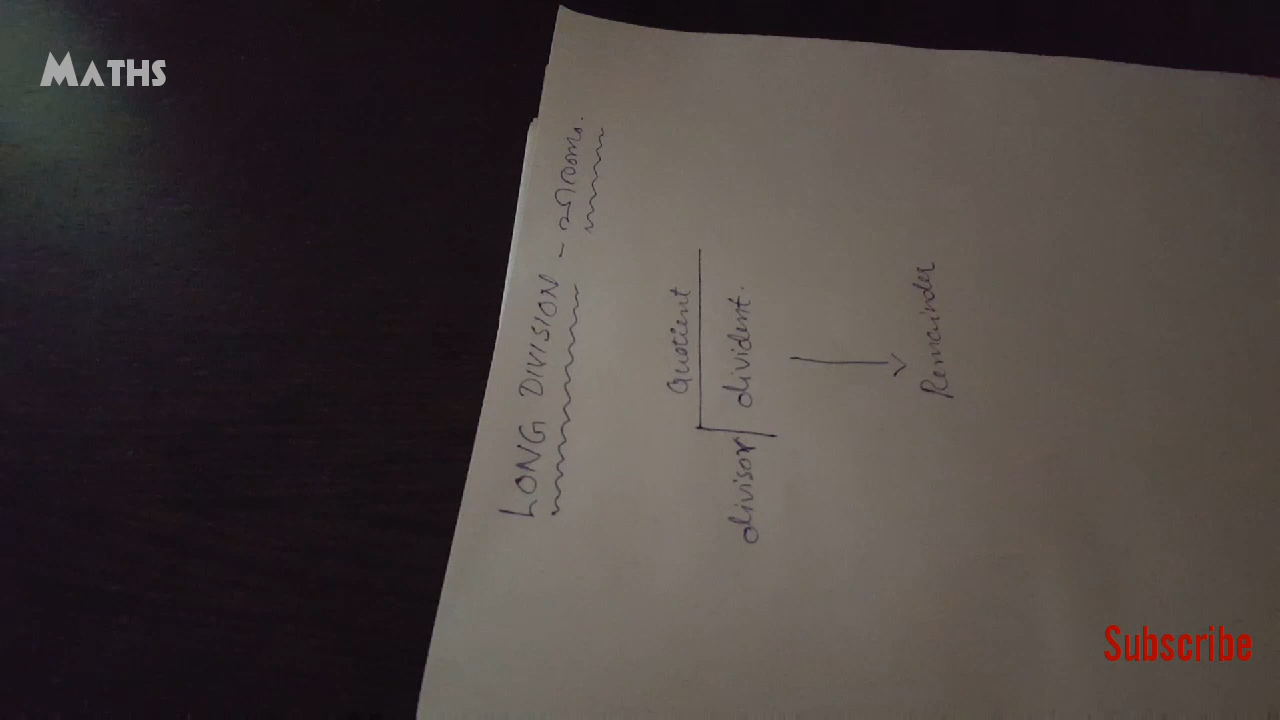 MATHS
LONG DIVISION -
Quotient
divisor divident.
Remainder
Subscribe